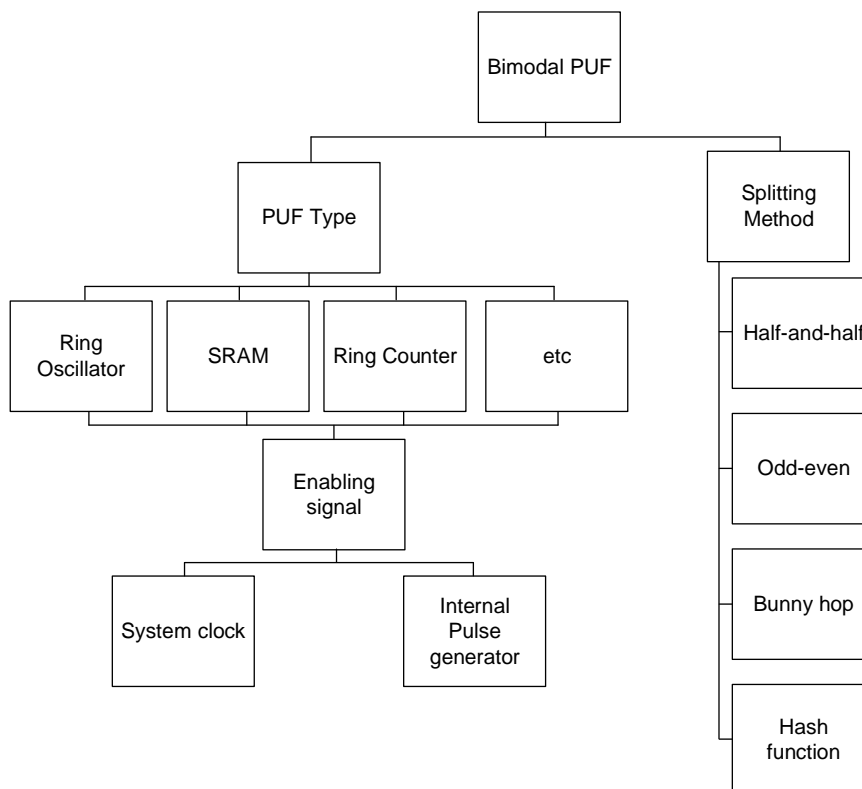 Bimodal PUF
PUF Type
Splitting
Method
Ring
Oscillator
SRAM
Ring Counter
etc
Half-and-half
Enabling
signal
Odd-even
System clock
Internal
Pulse
generator
Bunny hop
Hash
function